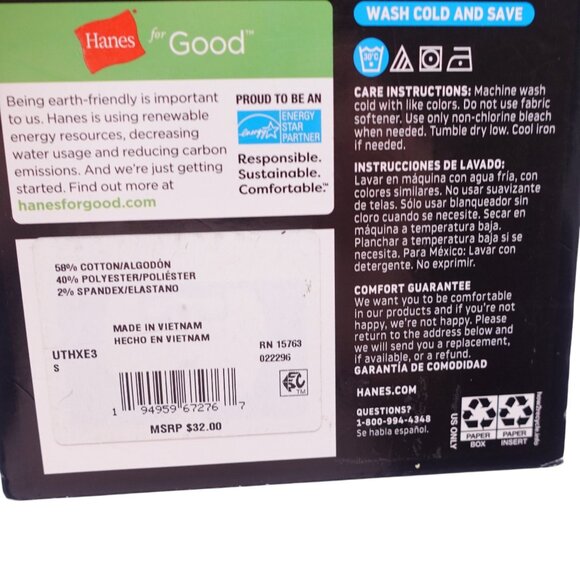 Hanes for Good™
Being earth-friendly is important
to us. Hanes is using renewable
energy resources, decreasing
water usage and reducing carbon
emissions. And we're just getting
started. Find out more at
hanesforgood.com
PROUD TO BE AN
energy
ENERGY
STAR
PARTNER
Responsible.
Sustainable.
Comfortable.™
58% COTTON/ALGODÓN
40% POLYESTER/POLIÉSTER
2% SPANDEX/ELASTANO
MADE IN VIETNAM
HECHO EN VIETNAM
UTHXE3
S
RN 15763
022296
1 94959 67276 7
MSRP $32.00
WASH COLD AND SAVE
30°C
CARE INSTRUCTIONS: Machine wash
cold with like colors. Do not use fabric
softener. Use only non-chlorine bleach
when needed. Tumble dry low. Cool iron
if needed.
INSTRUCCIONES DE LAVADO:
Lavar en máquina con agua fría, con
colores similares. No usar suavizante
de telas. Sólo usar blanqueador sin
cloro cuando se necesite. Secar en
máquina a temperatura baja.
Planchar a temperatura baja si se
necesita. Para México: Lavar con
detergente. No exprimir.
COMFORT GUARANTEE
We want you to be comfortable
in our products and if you're not
happy, we're not happy. Please
return to the address below and
we will send you a replacement,
if available, or a refund.
GARANTÍA DE COMODIDAD
HANES.COM
QUESTIONS?
1-800-994-4348
Se habla español.
US ONLY
PAPER
BOX
PAPER
INSERT
how2recycle.info